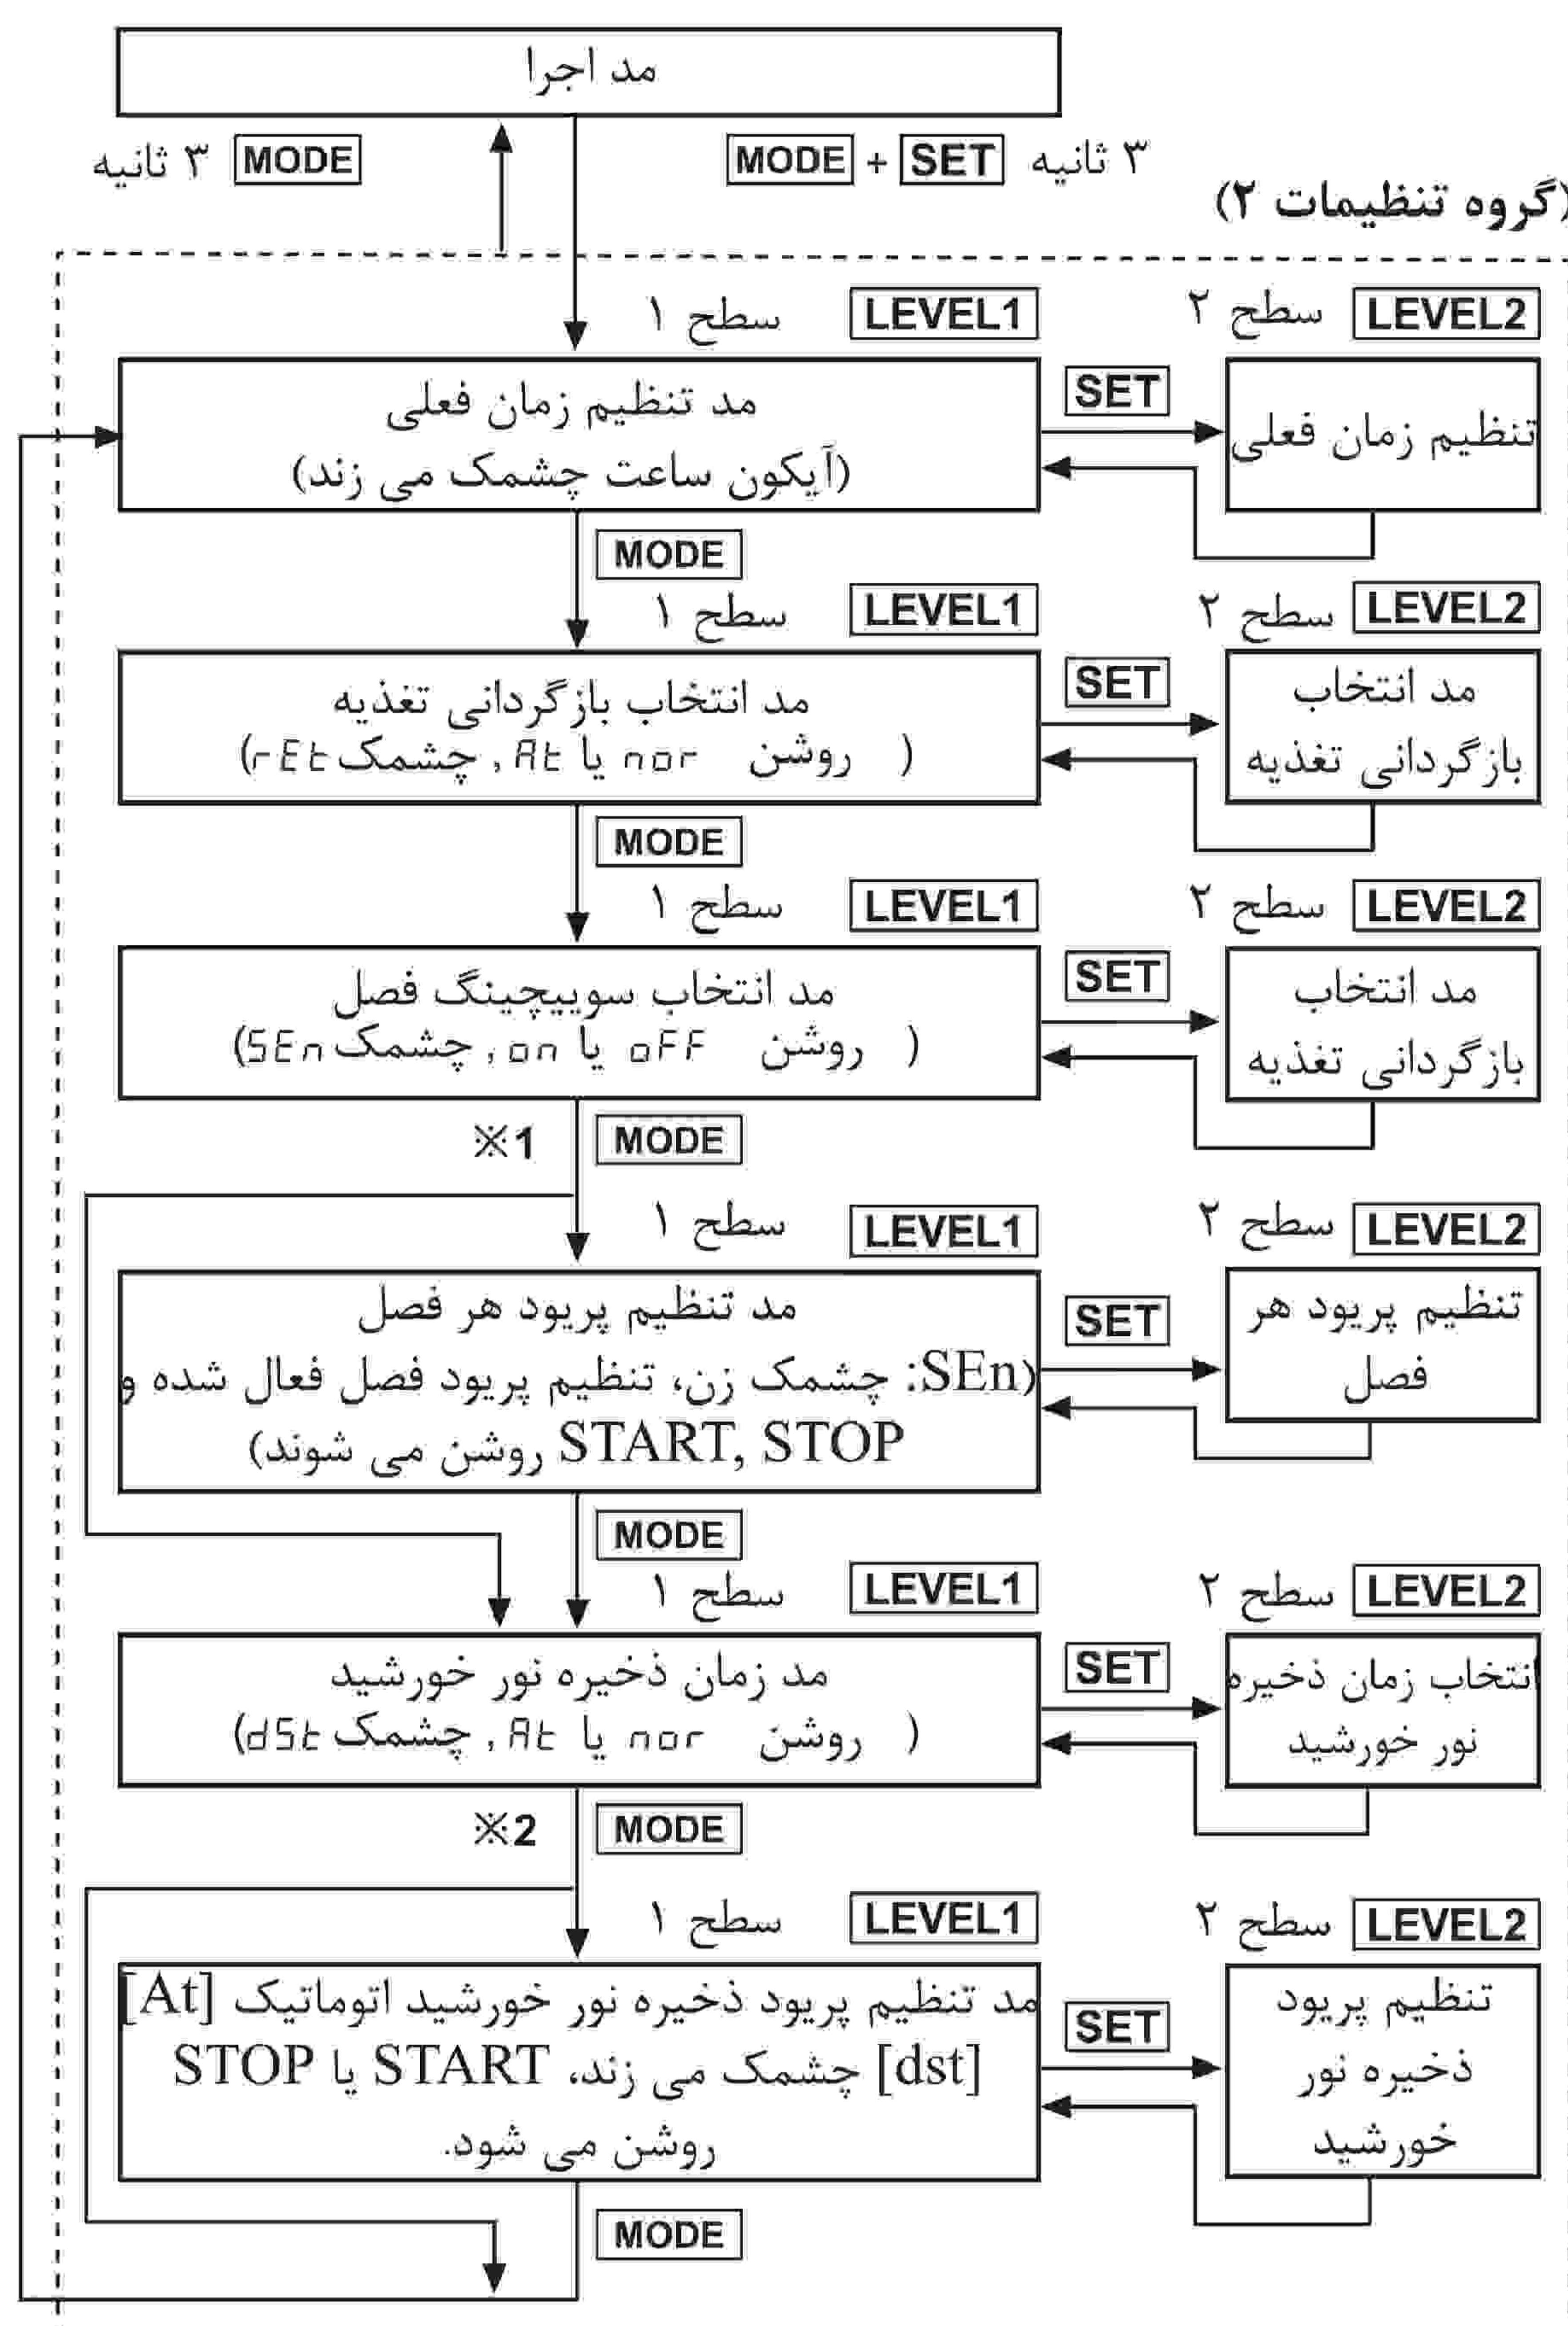 مد اجرا
MODE ۳ ثانیه
MODE + SET ۳ ثانیه
(گروه تنظیمات ۲)
سطح ۱ LEVEL1
سطح ۲ LEVEL2
مد تنظیم زمان فعلی
(آیکون ساعت چشمک می زند)
SET
تنظیم زمان فعلی
MODE
سطح ۱ LEVEL1
سطح ۲ LEVEL2
مد انتخاب بازگردانی تغذیه
( روشن nor یا At , چشمک rEt)
SET
مد انتخاب
بازگردانی تغذیه
MODE
سطح ۱ LEVEL1
سطح ۲ LEVEL2
مد انتخاب سوییچینگ فصل
( روشن oFF یا on , چشمک SEn)
SET
مد انتخاب
بازگردانی تغذیه
※1 MODE
سطح ۱ LEVEL1
سطح ۲ LEVEL2
مد تنظیم پریود هر فصل
(SEn: چشمک زن، تنظیم پریود فصل فعال شده و
START, STOP روشن می شوند)
SET
تنظیم پریود هر
فصل
MODE
سطح ۱ LEVEL1
سطح ۲ LEVEL2
مد زمان ذخیره نور خورشید
( روشن nor یا At , چشمک dSt)
SET
انتخاب زمان ذخیره
نور خورشید
※2 MODE
سطح ۱ LEVEL1
سطح ۲ LEVEL2
مد تنظیم پریود ذخیره نور خورشید اتوماتیک [At]
[dst] چشمک می زند، START یا STOP
روشن می شود.
SET
تنظیم پریود
ذخیره نور
خورشید
MODE